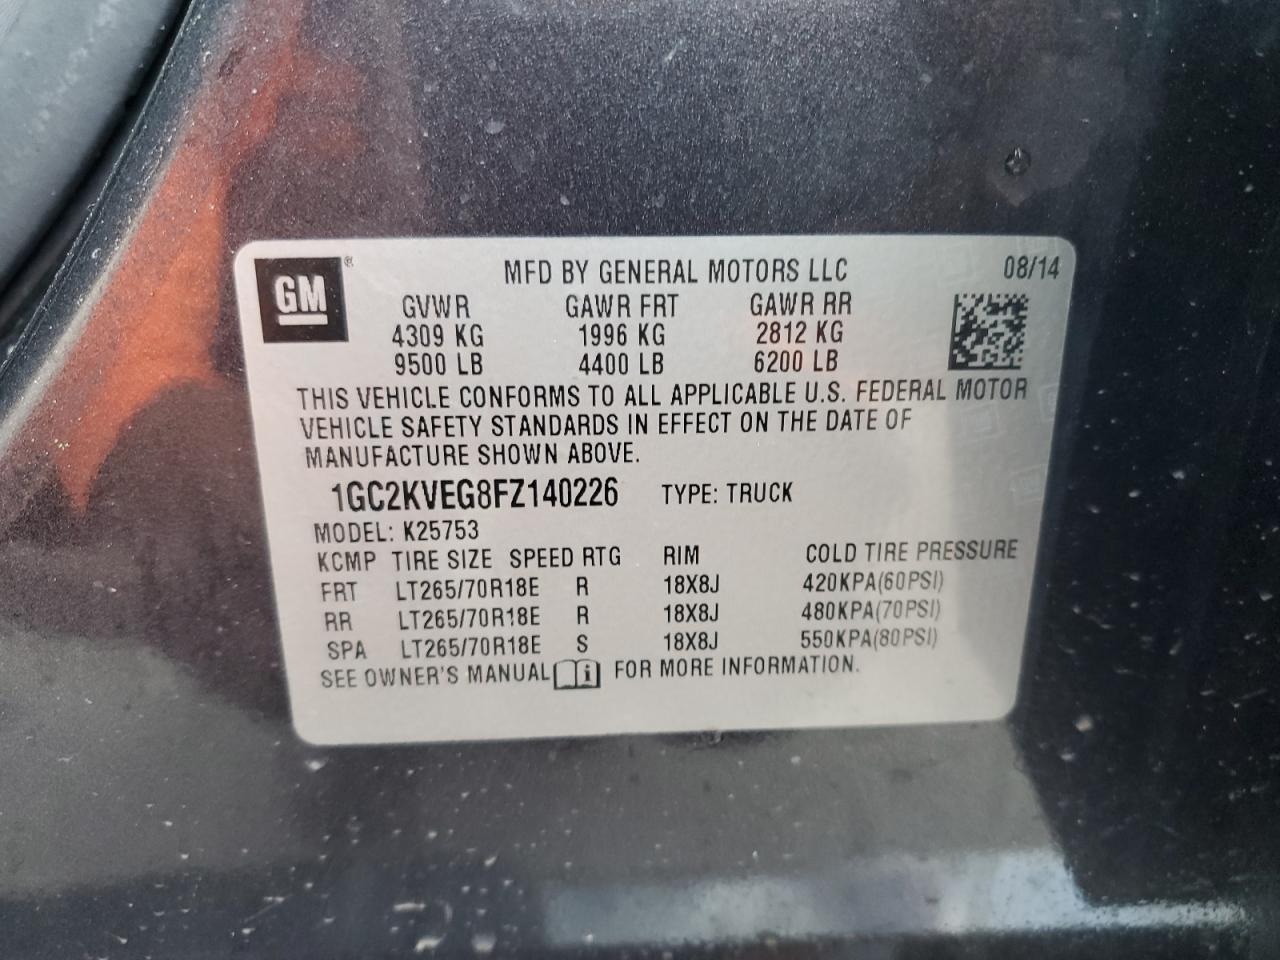 GM ®
MFD BY GENERAL MOTORS LLC 08/14
GVWR GAWR FRT GAWR RR
4309 KG 1996 KG 2812 KG
9500 LB 4400 LB 6200 LB
THIS VEHICLE CONFORMS TO ALL APPLICABLE U.S. FEDERAL MOTOR
VEHICLE SAFETY STANDARDS IN EFFECT ON THE DATE OF
MANUFACTURE SHOWN ABOVE.
1GC2KVEG8FZ140226 TYPE: TRUCK
MODEL: K25753
KCMP TIRE SIZE SPEED RTG RIM COLD TIRE PRESSURE
FRT LT265/70R18E R 18X8J 420KPA(60PSI)
RR LT265/70R18E R 18X8J 480KPA(70PSI)
SPA LT265/70R18E S 18X8J 550KPA(80PSI)
SEE OWNER'S MANUAL i FOR MORE INFORMATION.